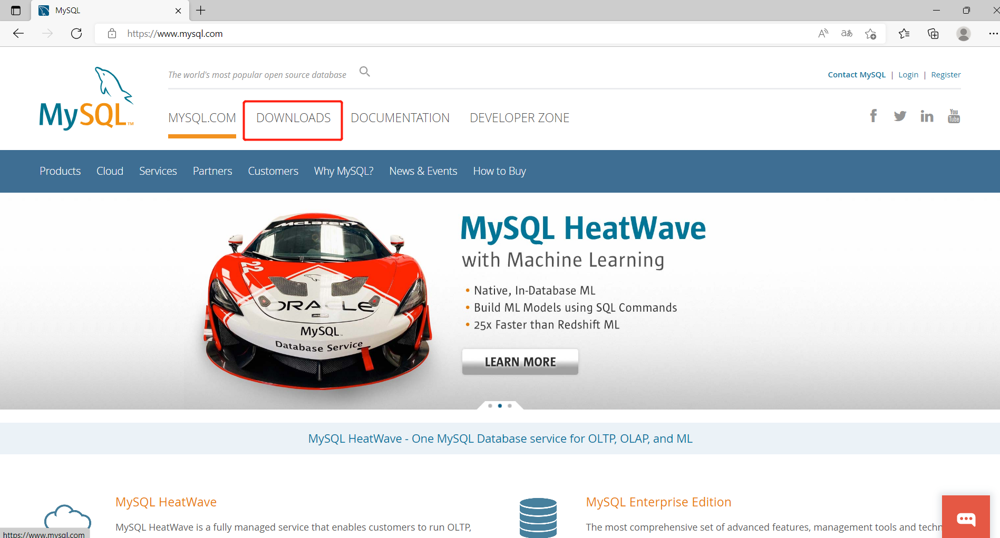 MySQL
https://www.mysql.com
The world's most popular open source database
Contact MySQL | Login | Register
MySQL™
MYSQL.COM DOWNLOADS DOCUMENTATION DEVELOPER ZONE
f in You Tube
Products Cloud Services Partners Customers Why MySQL? News & Events How to Buy
McLaren
22
ORACLE
MySQL™
Database Service
MySQL HeatWave
with Machine Learning
• Native, In-Database ML
• Build ML Models using SQL Commands
• 25x Faster than Redshift ML
LEARN MORE
MySQL HeatWave - One MySQL Database service for OLTP, OLAP, and ML
MySQL HeatWave
MySQL HeatWave is a fully managed service that enables customers to run OLTP,
MySQL Enterprise Edition
The most comprehensive set of advanced features, management tools and techn
https://www.mysql.com